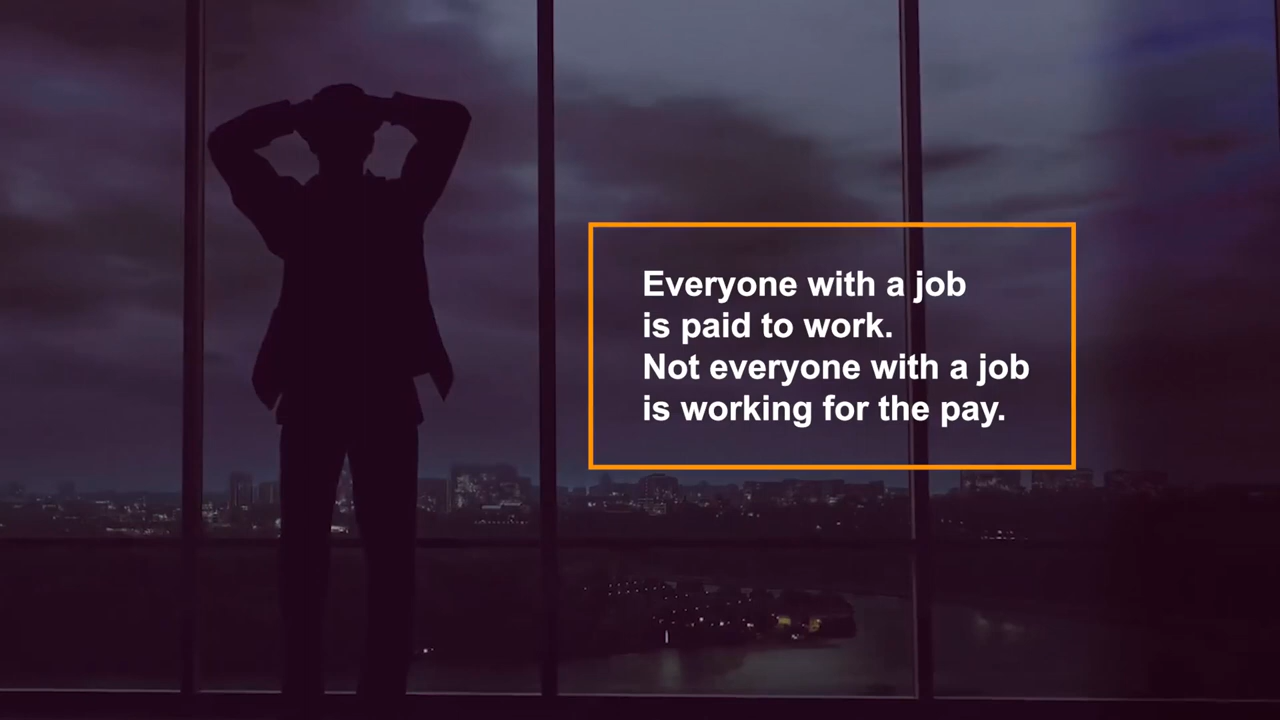 Everyone with a job
is paid to work.
Not everyone with a job
is working for the pay.